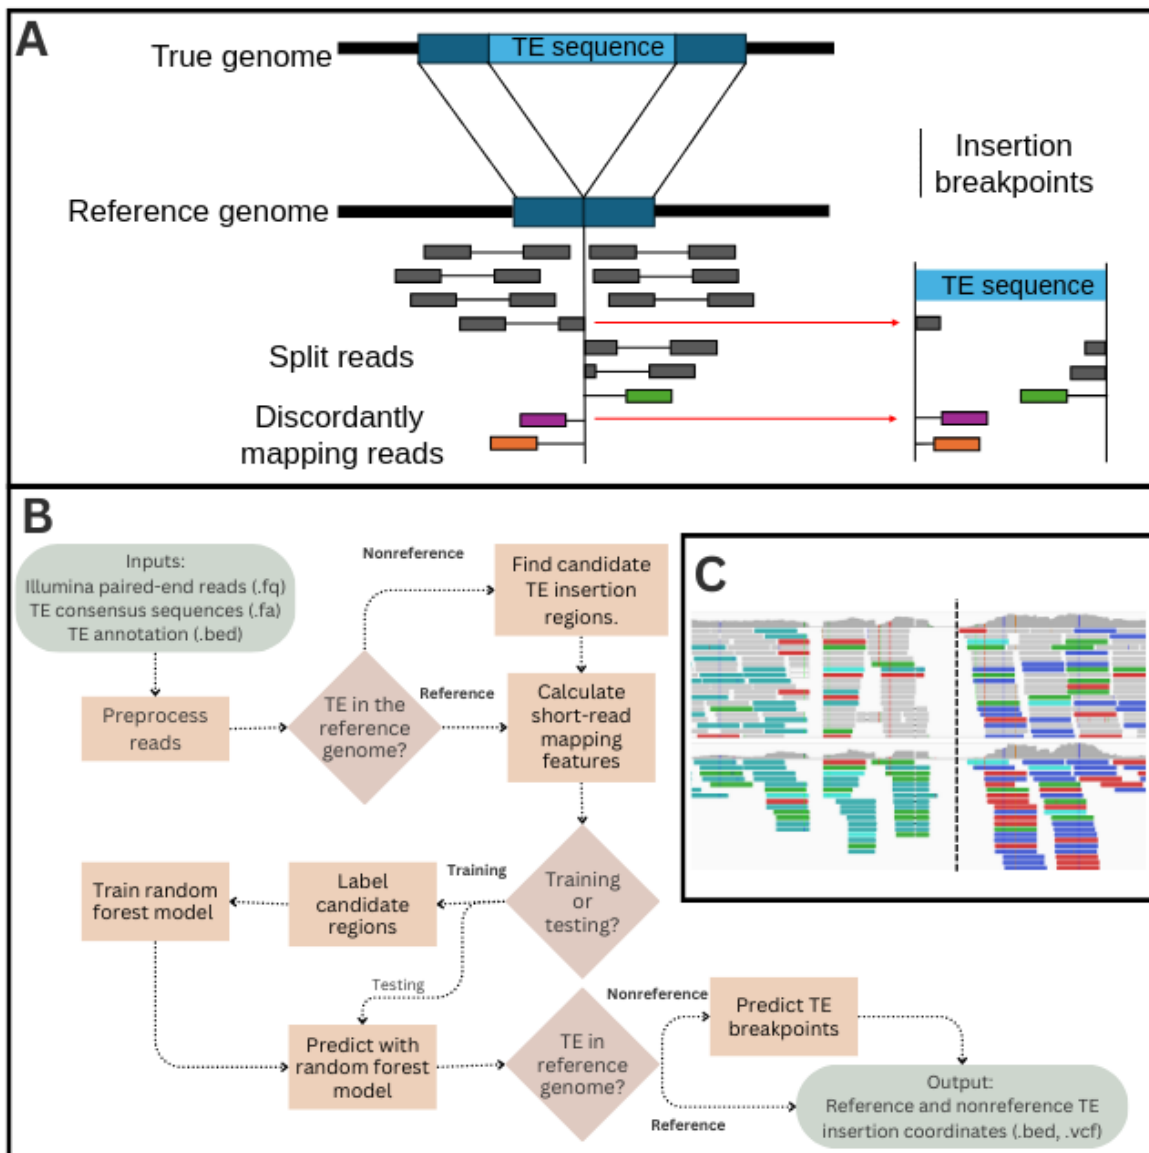 A
True genome
TE sequence
Reference genome
Insertion
breakpoints
TE sequence
Split reads
Discordantly
mapping reads
B
Inputs:
Illumina paired-end reads (.fq)
TE consensus sequences (.fa)
TE annotation (.bed)
Preprocess
reads
TE in the
reference
genome?
Nonreference
Reference
Find candidate
TE insertion
regions.
Calculate
short-read
mapping
features
Training
or
testing?
Training
Testing
Label
candidate
regions
Train random
forest model
Predict with
random forest
model
TE in
reference
genome?
Nonreference
Reference
Predict TE
breakpoints
Output:
Reference and nonreference TE
insertion coordinates (.bed, .vcf)
C